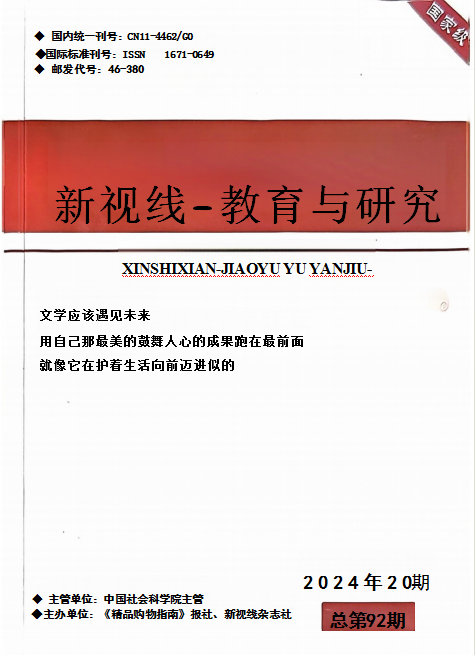 ◆ 国内统一刊号：CN11-4462/GO
国家级
◆国际标准刊号：ISSN 1671-0649
◆ 邮发代号：46-380
新视线-教育与研究
XINSHIXIAN-JIAOYU YU YANJIU-
文学应该遇见未来
用自己那最美的鼓舞人心的成果跑在最前面
就像它在护着生活向前迈进似的
2024年20期
◆ 主管单位：中国社会科学院主管
◆主办单位：《精品购物指南》报社、新视线杂志社
总第92期